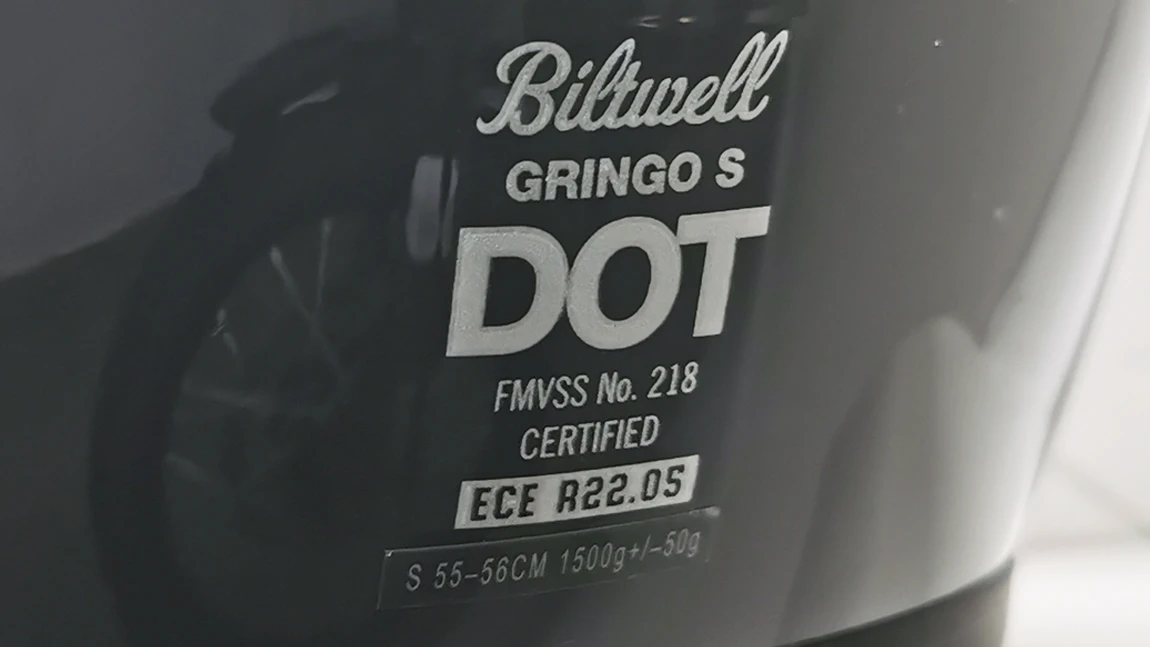 Biltwell
GRINGO S
DOT
FMVSS No. 218
CERTIFIED
ECE R22.05
S 55-56CM 1500g+/-50g